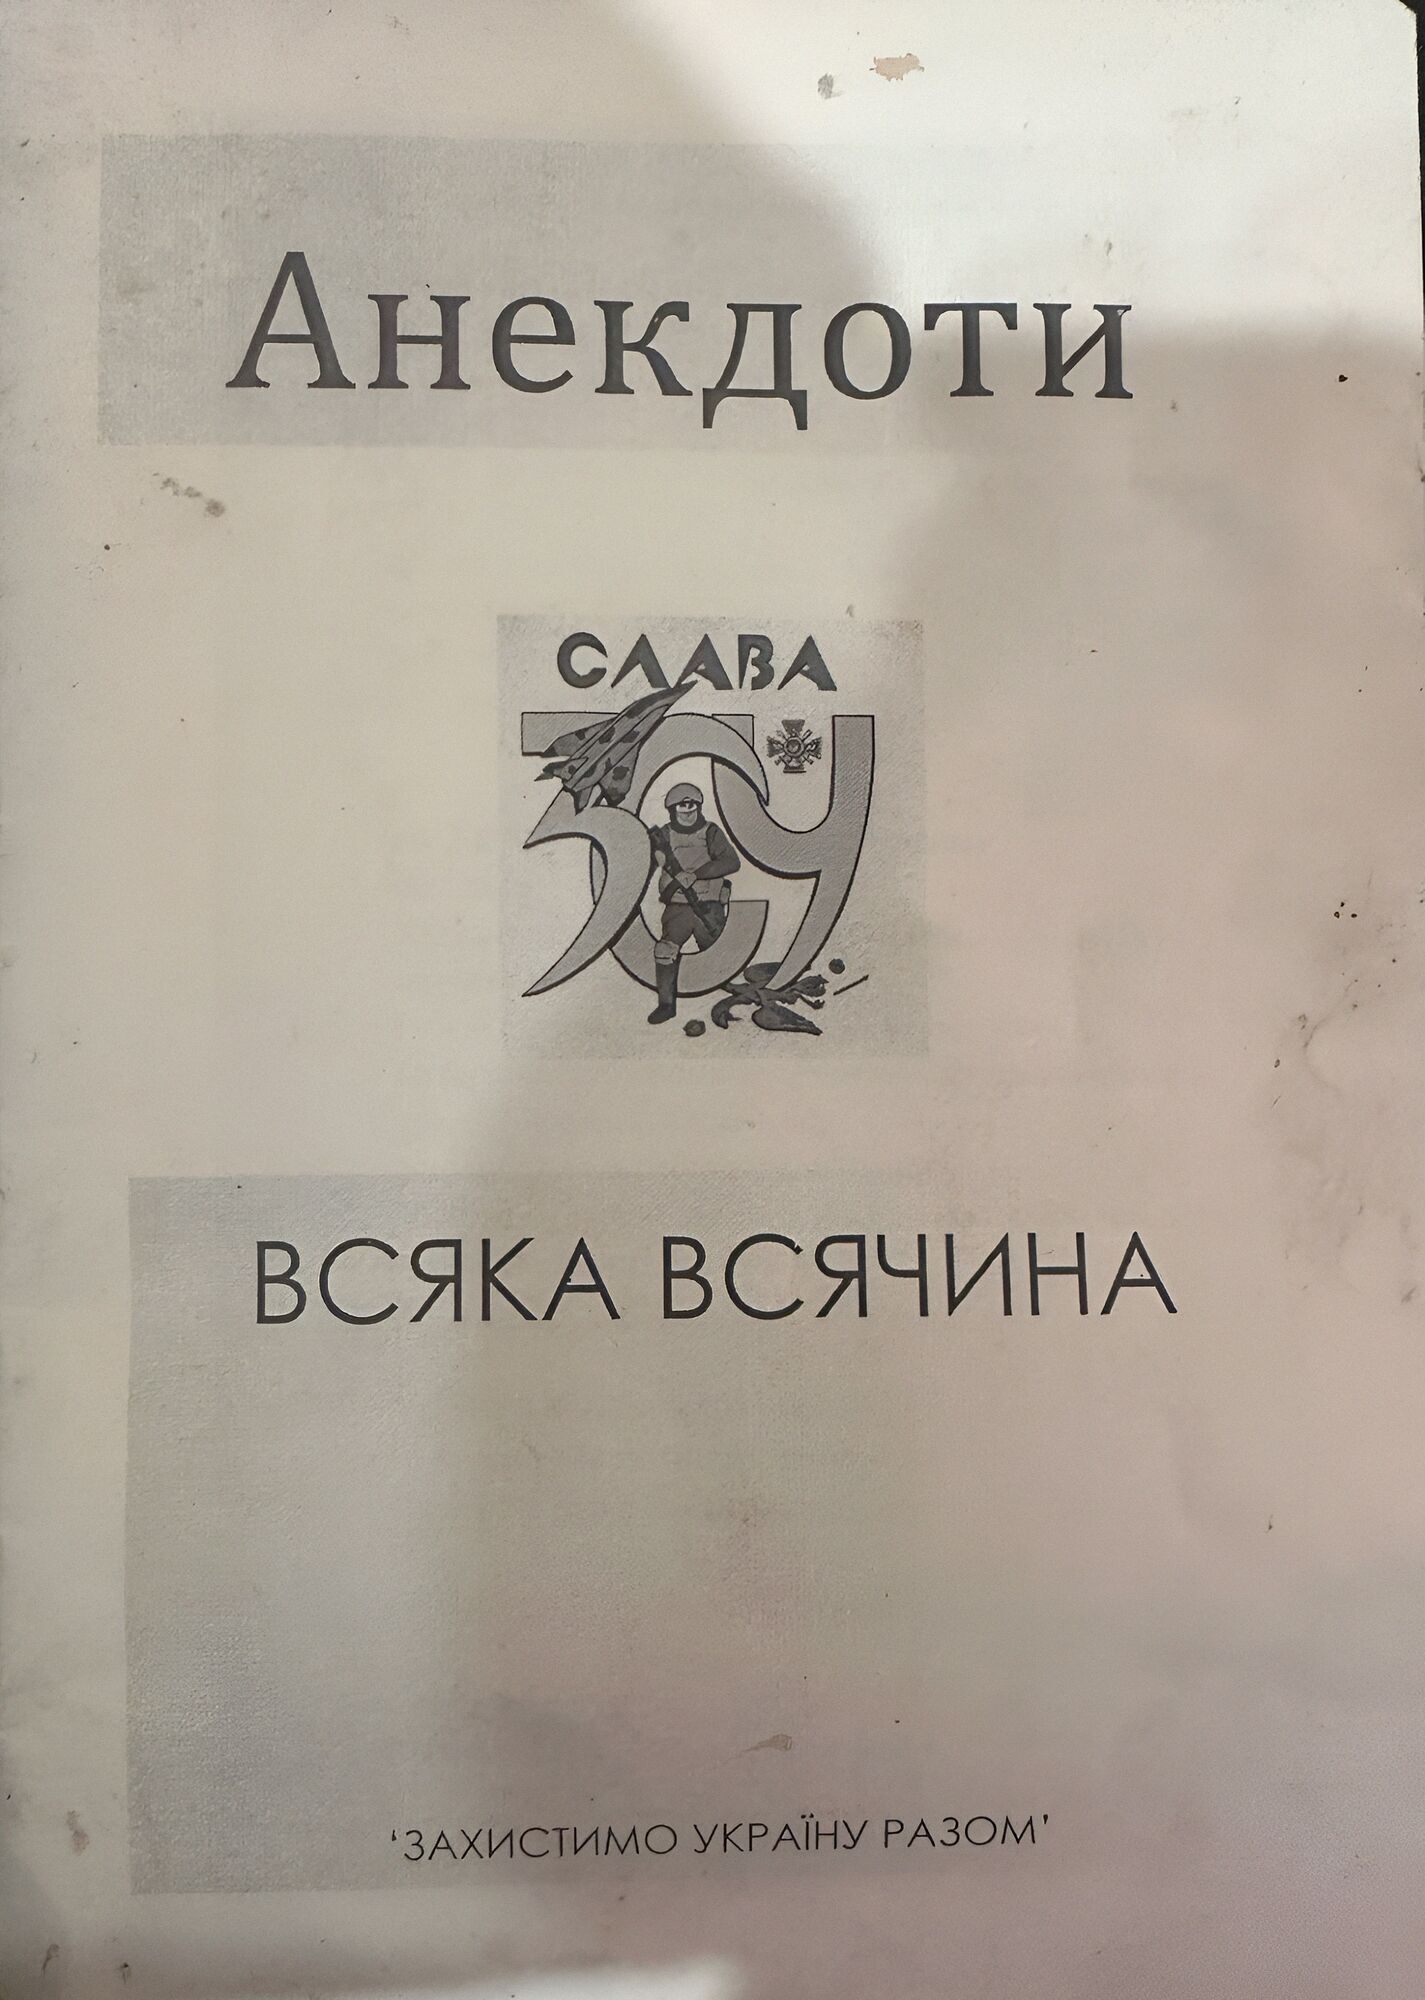 Анекдоти
СЛАВА
ЗСУ
ВСЯКА ВСЯЧИНА
'ЗАХИСТИМО УКРАЇНУ РАЗОМ'